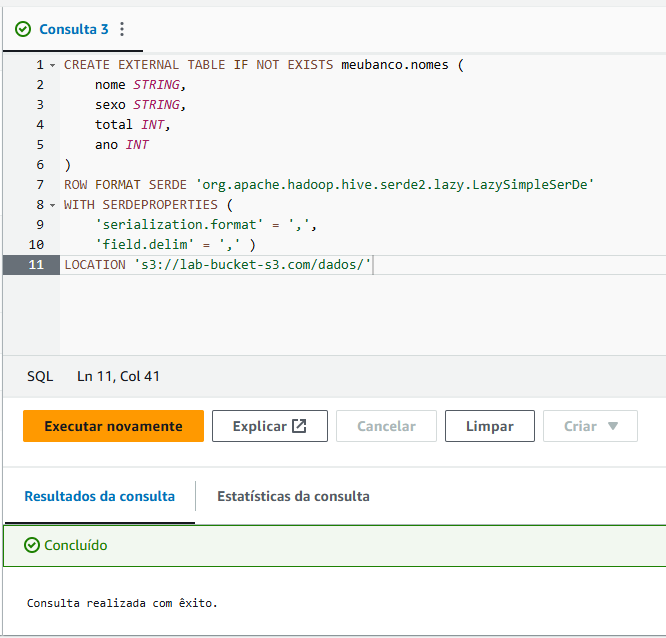 Consulta 3
1 CREATE EXTERNAL TABLE IF NOT EXISTS meubanco.nomes (
2 nome STRING,
3 sexo STRING,
4 total INT,
5 ano INT
6 )
7 ROW FORMAT SERDE 'org.apache.hadoop.hive.serde2.lazy.LazySimpleSerDe'
8 WITH SERDEPROPERTIES (
9 'serialization.format' = ',',
10 'field.delim' = ',' )
11 LOCATION 's3://lab-bucket-s3.com/dados/'
SQL Ln 11, Col 41
Executar novamente Explicar Cancelar Limpar Criar
Resultados da consulta Estatísticas da consulta
Concluído
Consulta realizada com êxito.